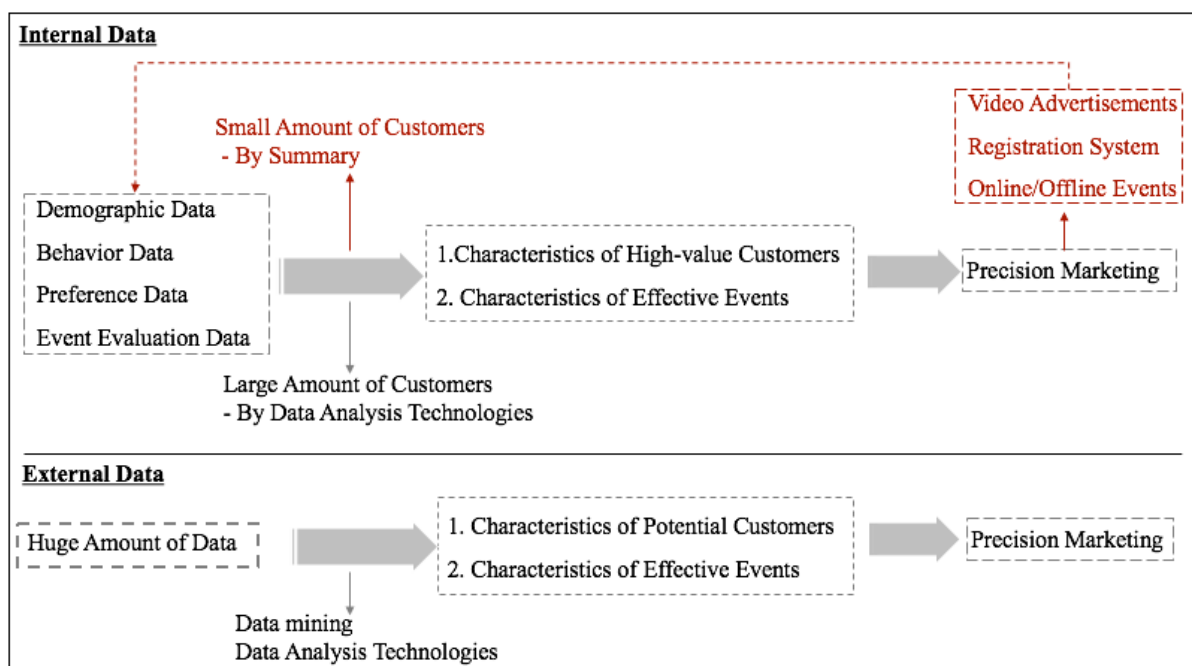 Internal Data
Video Advertisements
Registration System
Online/Offline Events
Small Amount of Customers
- By Summary
Demographic Data
Behavior Data
Preference Data
Event Evaluation Data
1.Characteristics of High-value Customers
2. Characteristics of Effective Events
Precision Marketing
Large Amount of Customers
- By Data Analysis Technologies
External Data
Huge Amount of Data
1. Characteristics of Potential Customers
2. Characteristics of Effective Events
Precision Marketing
Data mining
Data Analysis Technologies